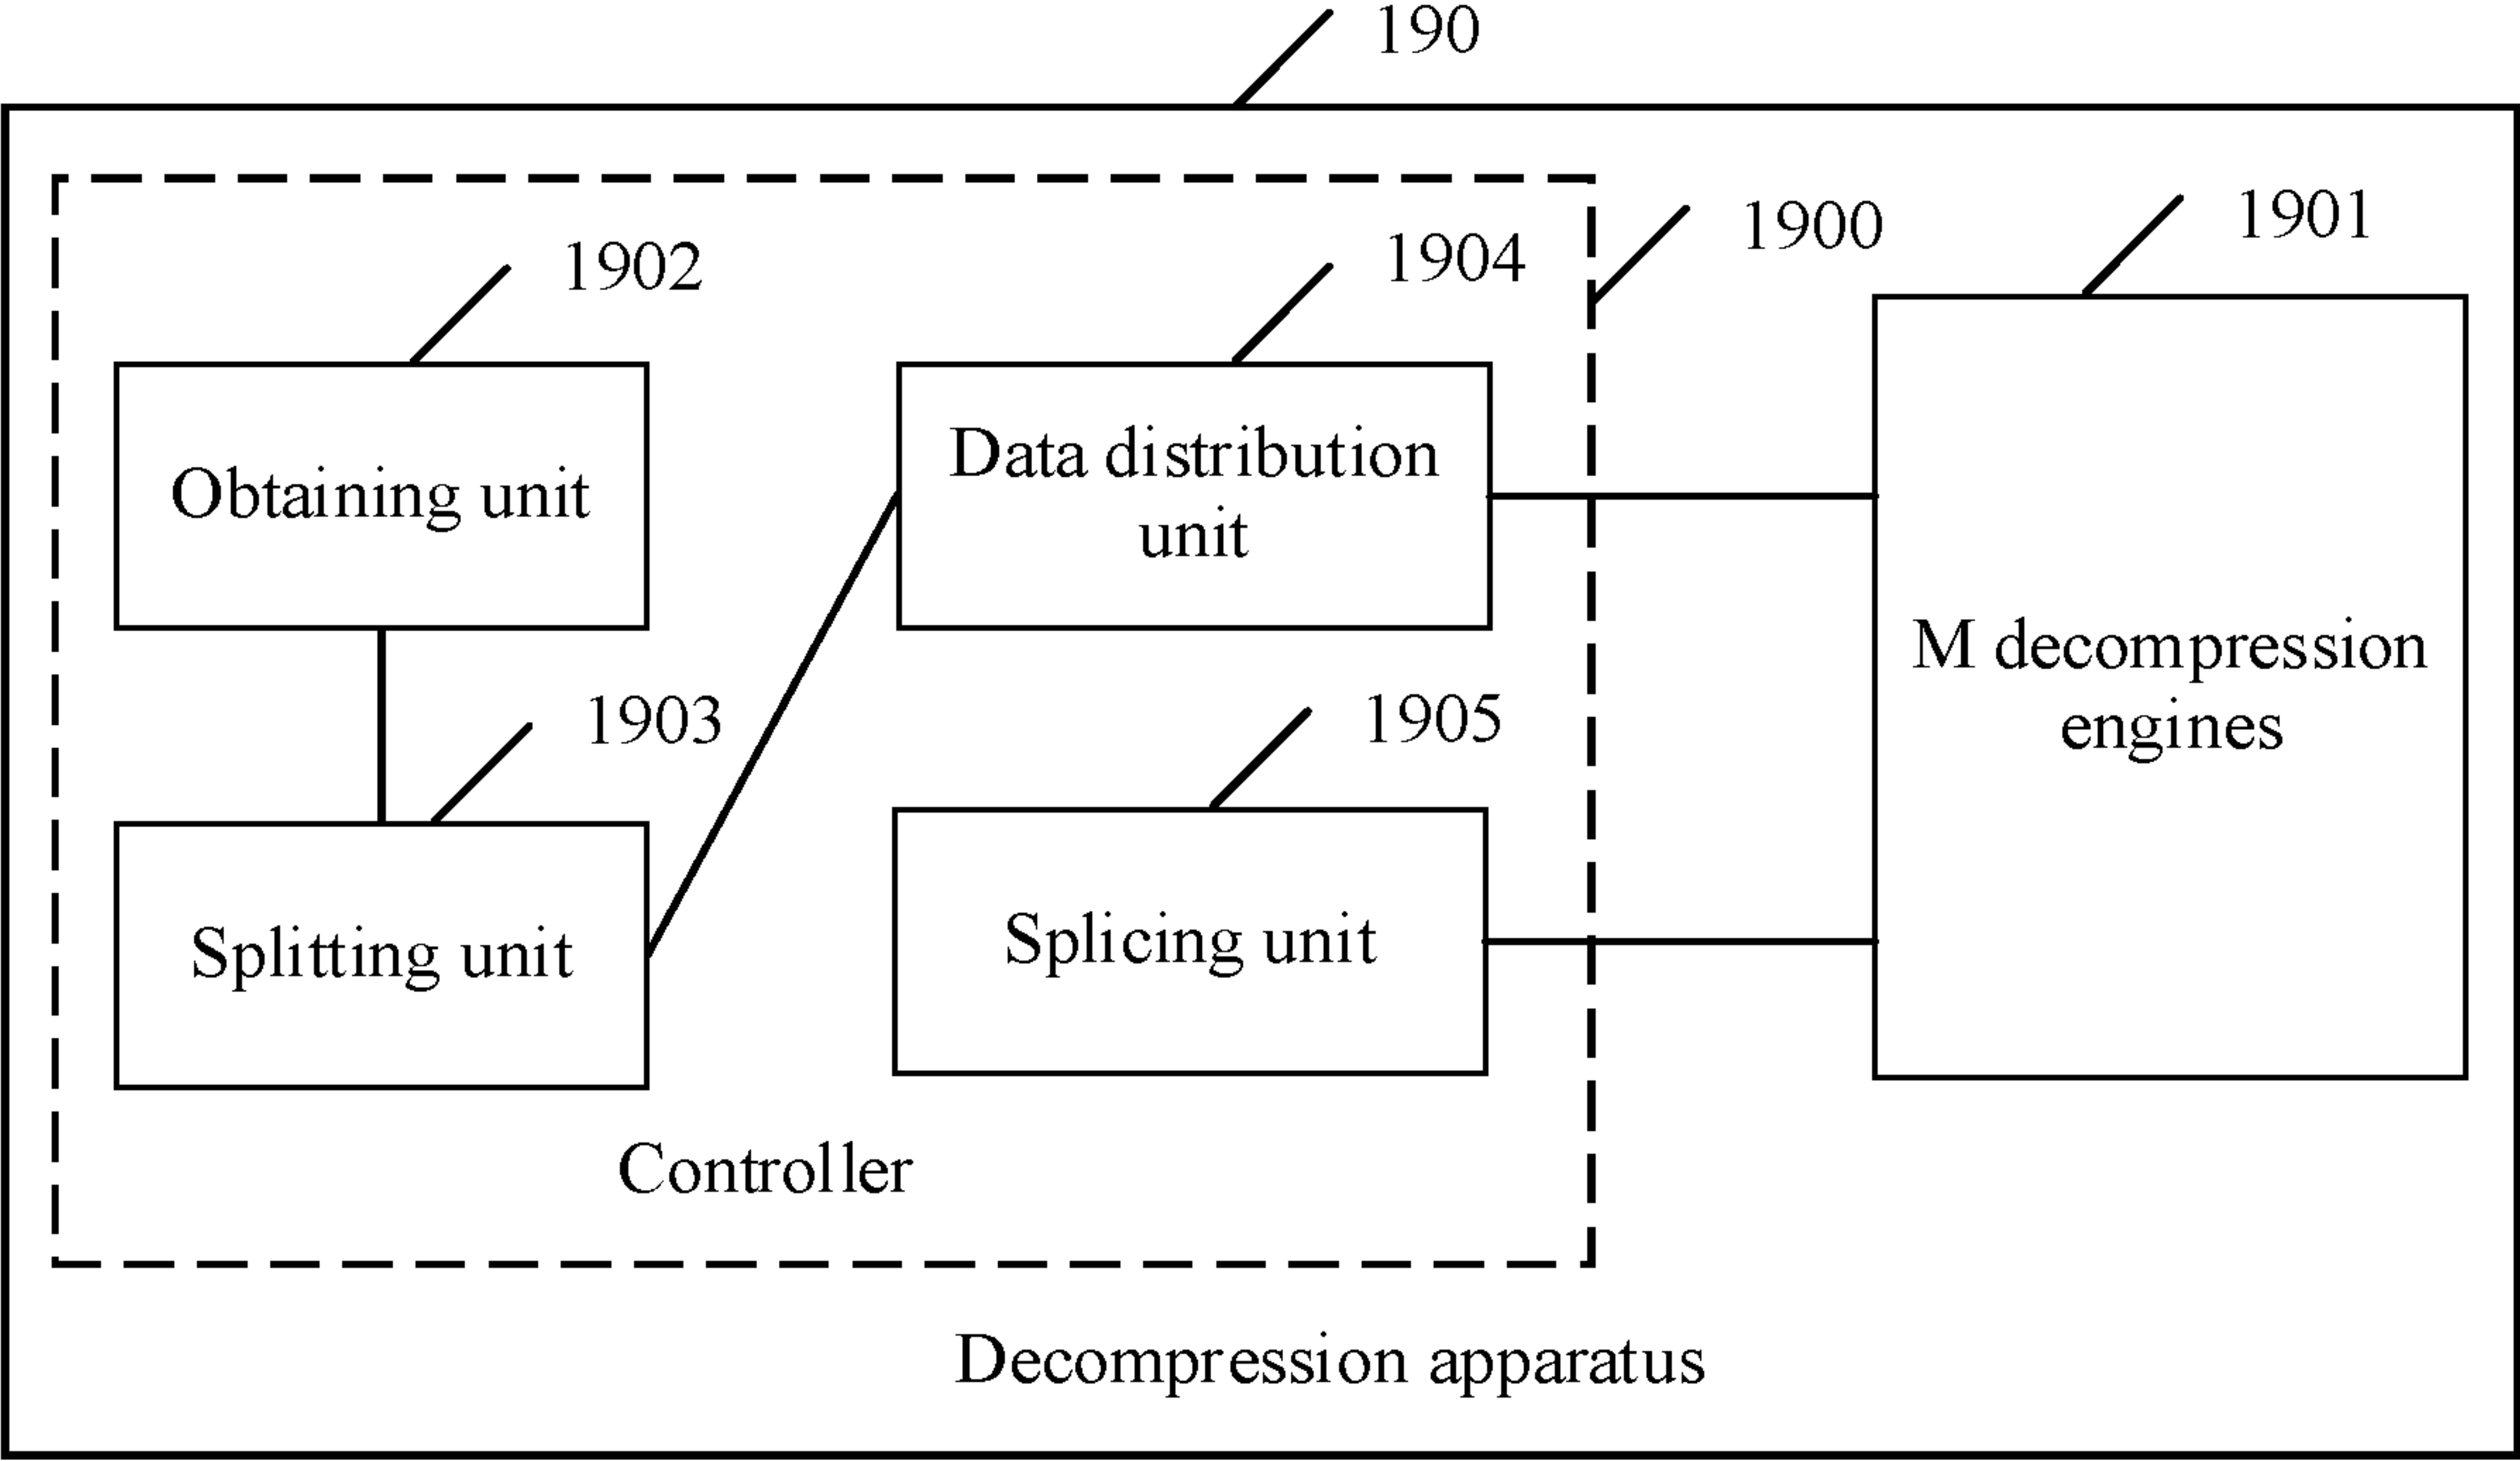 190
1900
1901
1902
1904
Obtaining unit
Data distribution
unit
M decompression
engines
1903
1905
Splitting unit
Splicing unit
Controller
Decompression apparatus